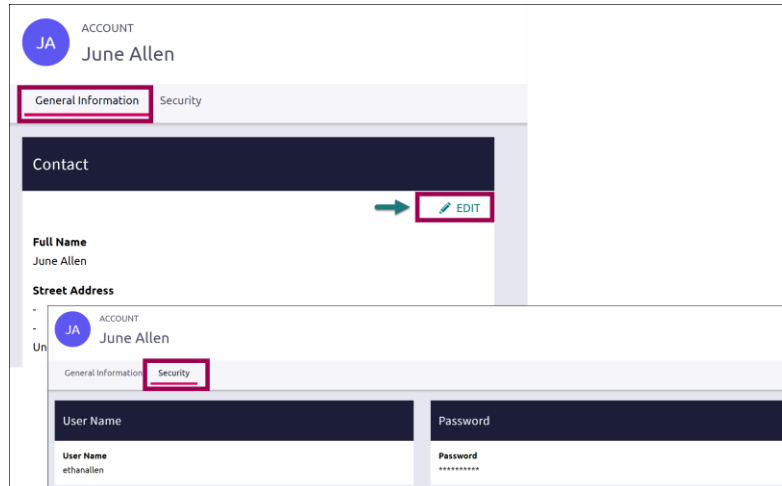 JA
ACCOUNT
June Allen
General Information Security
Contact
EDIT
Full Name
June Allen
Street Address
-
-
Un
JA
ACCOUNT
June Allen
General Information Security
User Name
Password
User Name
ethanallen
Password
**********